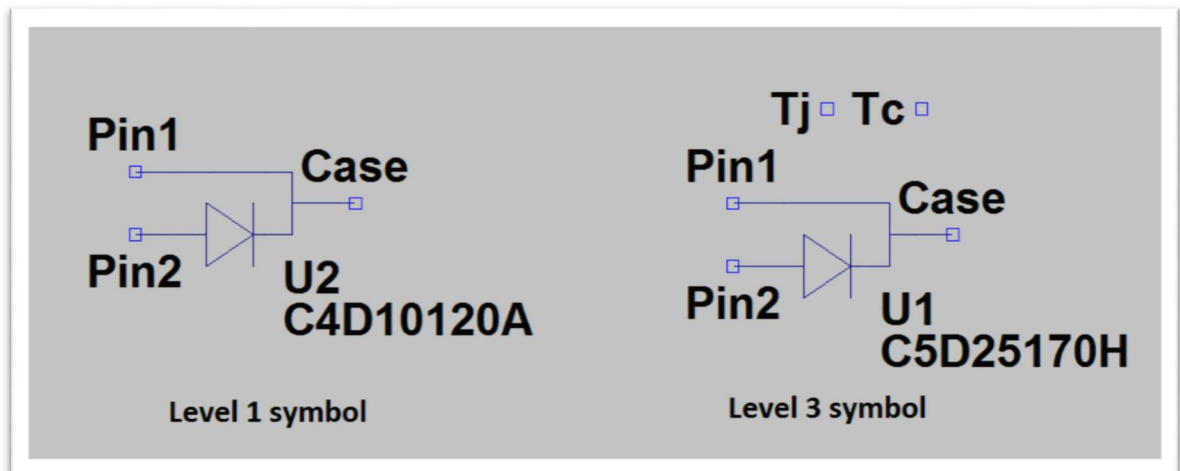 Pin1
Case
Pin2
U2
C4D10120A
Level 1 symbol
Tj Tc
Pin1
Case
Pin2
U1
C5D25170H
Level 3 symbol